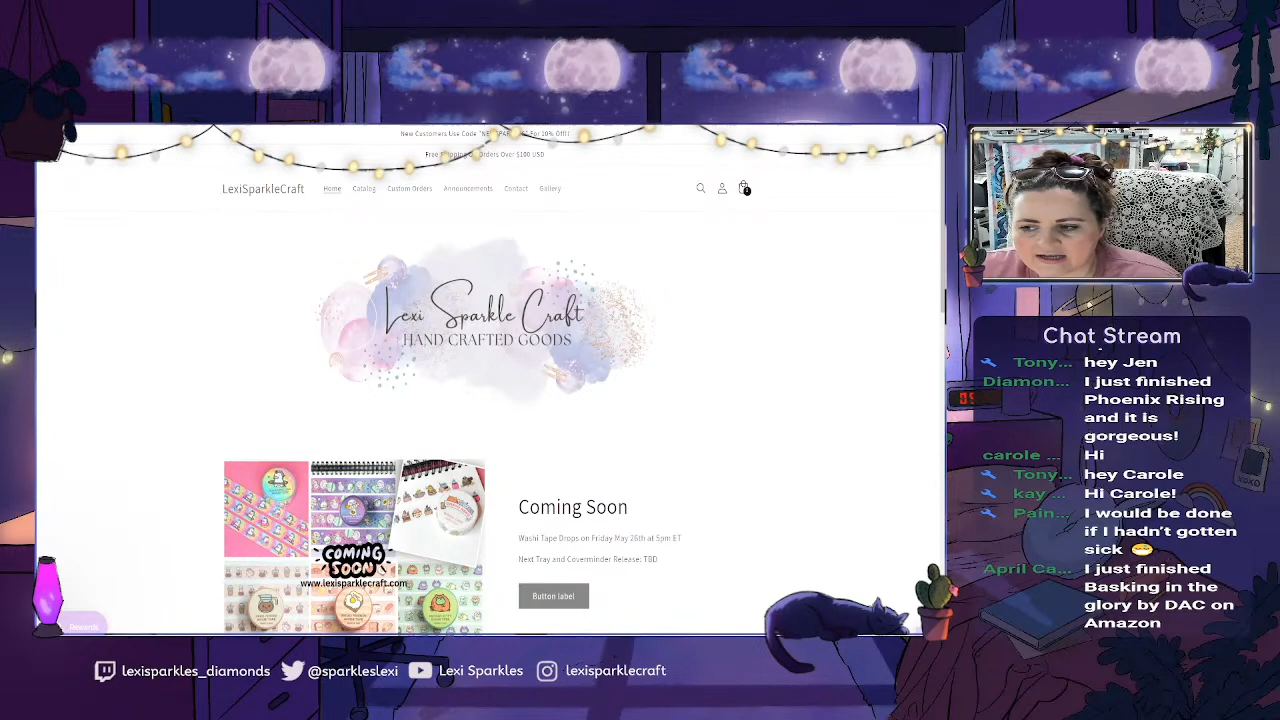 New Customers Use Code For 10% Off!!
Free Orders Over $100 USD
LexiSparkleCraft
Home
Catalog
Custom Orders
Announcements
Contact
Gallery
Lexi Sparkle Craft
HAND CRAFTED GOODS
COMING
SOON
www.lexisparklecraft.com
Coming Soon
Washi Tape Drops on Friday May 26th at 5pm ET
Next Tray and Coverminder Release: TBD
Button label
Rewards
Chat Stream
Tony... hey Jen
Diamon... I just finished
Phoenix Rising
and it is
gorgeous!
carole ... Hi
Tony... hey Carole
kay ... Hi Carole!
Pain... I would be done
if I hadn't gotten
sick
April Ca... I just finished
Basking in the
glory by DAC on
Amazon
lexisparkles_diamonds
@sparkleslexi
Lexi Sparkles
lexisparklecraft